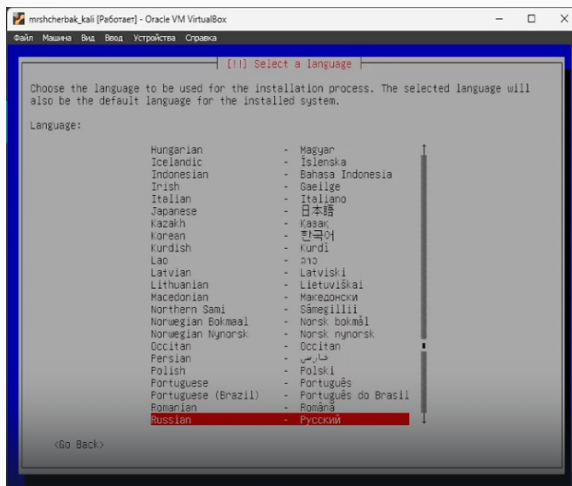 mrshcherbak_kali [Работает] - Oracle VM VirtualBox
Файл Машина Вид Ввод Устройства Справка
[!!] Select a language
Choose the language to be used for the installation process. The selected language will
also be the default language for the installed system.
Language:
Hungarian - Magyar
Icelandic - Íslenska
Indonesian - Bahasa Indonesia
Irish - Gaeilge
Italian - Italiano
Japanese - 日本語
Kazakh - Қазақ
Korean - 한국어
Kurdish - Kurdî
Lao - ລາວ
Latvian - Latviski
Lithuanian - Lietuviškai
Macedonian - Македонски
Northern Sami - Sámegillii
Norwegian Bokmaal - Norsk bokmål
Norwegian Nynorsk - Norsk nynorsk
Occitan - Occitan
Persian - فارسی
Polish - Polski
Portuguese - Português
Portuguese (Brazil) - Português do Brasil
Romanian - Română
Russian - Русский
<Go Back>